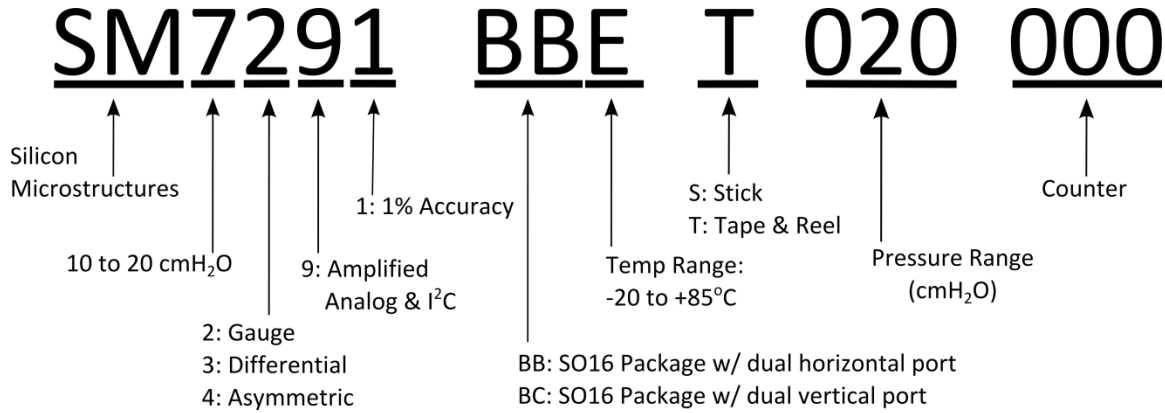 SM7291 BBE T 020 000
Silicon
Microstructures
10 to 20 cmH₂O
2: Gauge
3: Differential
4: Asymmetric
9: Amplified
Analog & I²C
1: 1% Accuracy
BB: SO16 Package w/ dual horizontal port
BC: SO16 Package w/ dual vertical port
Temp Range:
-20 to +85°C
S: Stick
T: Tape & Reel
Pressure Range
(cmH₂O)
Counter